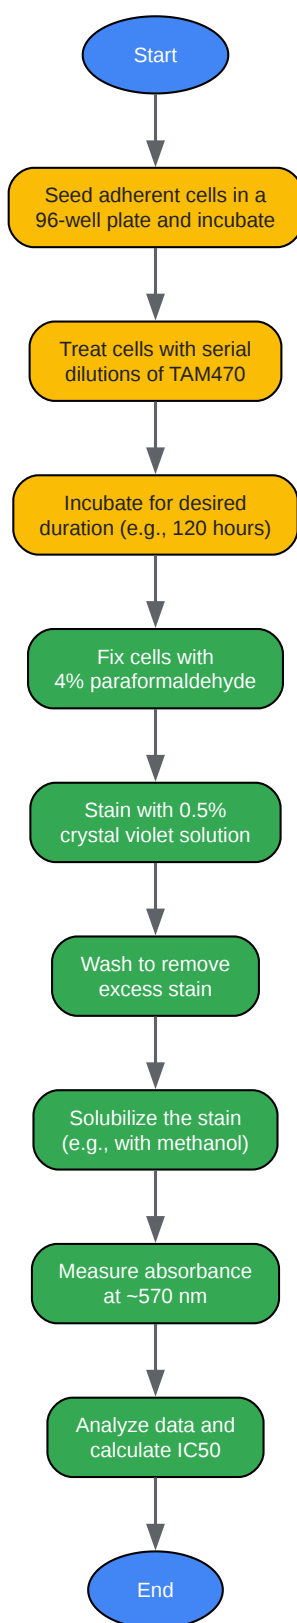 Start
Seed adherent cells in a
96-well plate and incubate
Treat cells with serial
dilutions of TAM470
Incubate for desired
duration (e.g., 120 hours)
Fix cells with
4% paraformaldehyde
Stain with 0.5%
crystal violet solution
Wash to remove
excess stain
Solubilize the stain
(e.g., with methanol)
Measure absorbance
at ~570 nm
Analyze data and
calculate IC50
End